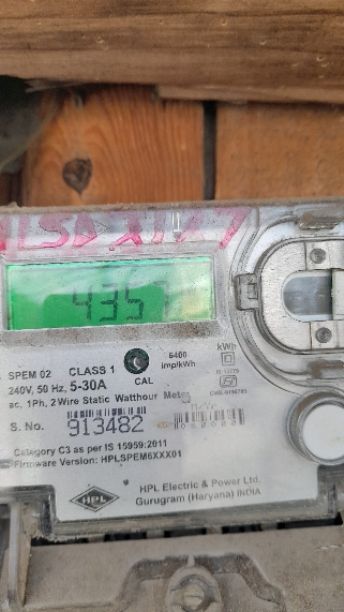 4357
SPEM 02 CLASS 1
240V, 50 Hz, 5-30A CAL
6400
imp/kWh
kWh
ac, 1Ph, 2 Wire Static Watthour Meter
S. No. 913482
Category C3 as per IS 15959:2011
Firmware Version: HPLSPEM6XXX01
HPL
HPL Electric & Power Ltd.
Gurugram (Haryana) INDIA